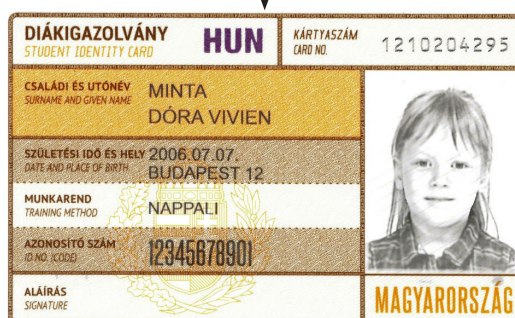 DIÁKIGAZOLVÁNY
STUDENT IDENTITY CARD
HUN
KÁRTYASZÁM
CARD NO.
1210204295
CSALÁDI ÉS UTÓNÉV
SURNAME AND GIVEN NAME
MINTA
DÓRA VIVIEN
SZÜLETÉSI IDŐ ÉS HELY
DATE AND PLACE OF BIRTH
2006.07.07.
BUDAPEST 12
MUNKAREND
TRAINING METHOD
NAPPALI
AZONOSÍTÓ SZÁM
ID NO. (CODE)
12345678901
ALÁÍRÁS
SIGNATURE
MAGYARORSZÁG